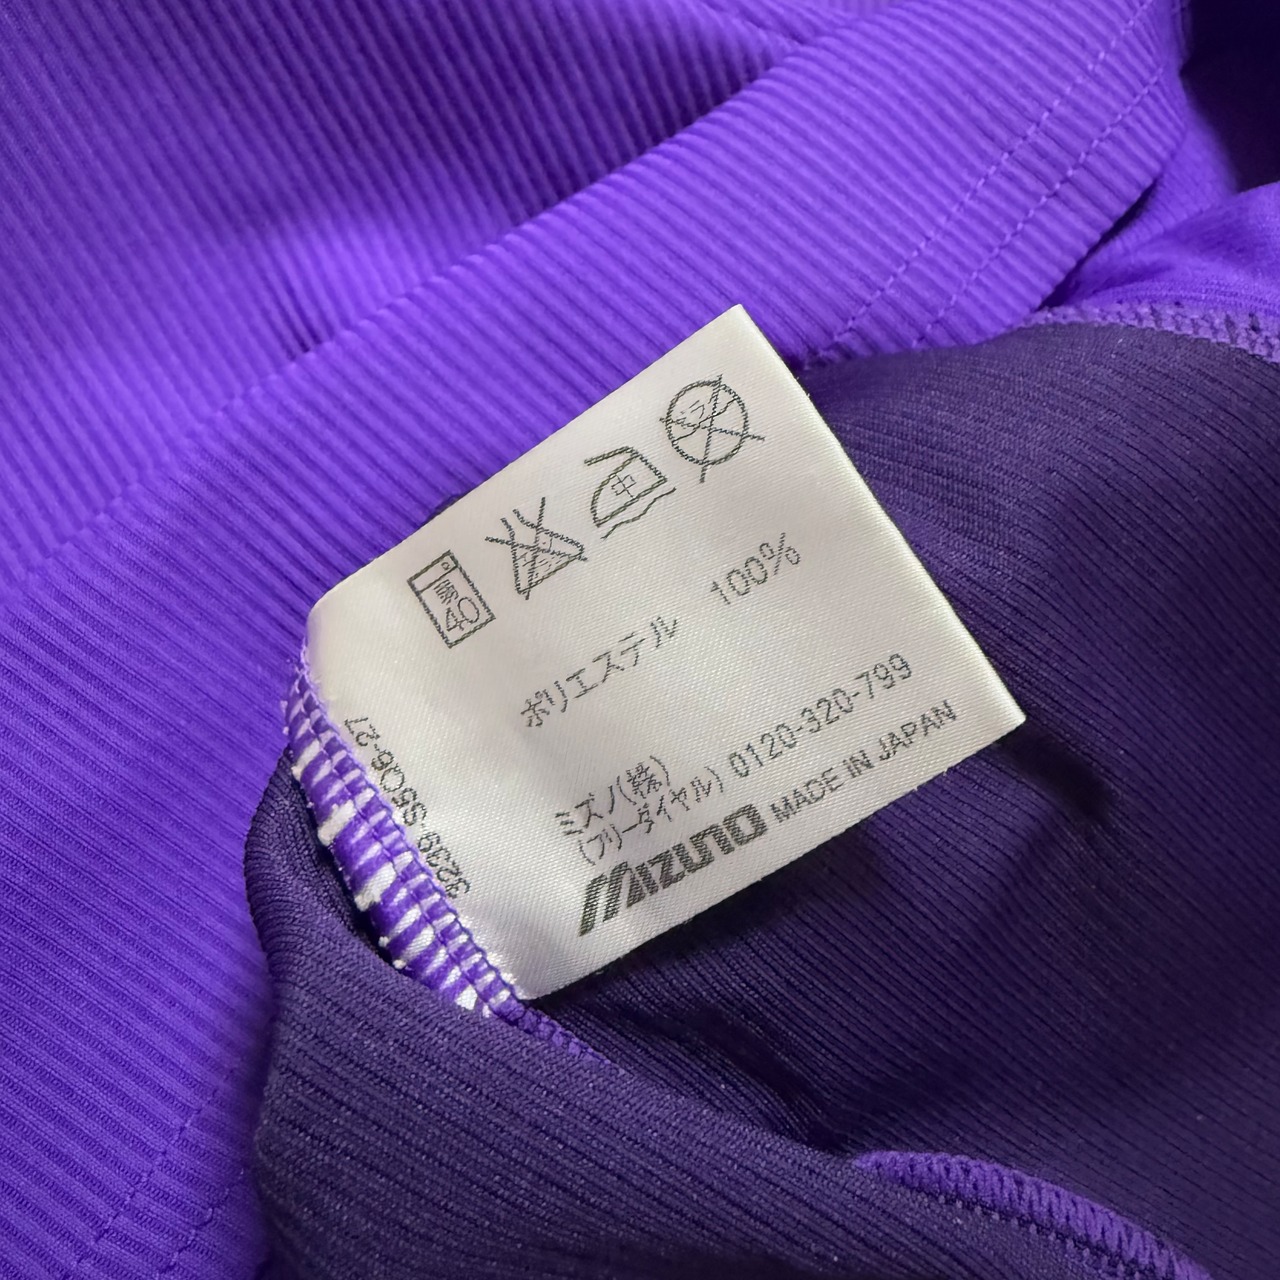 40
中
ポリエステル 100%
ミズノ(株)
(フリーダイヤル) 0120-320-799
Mizuno MADE IN JAPAN